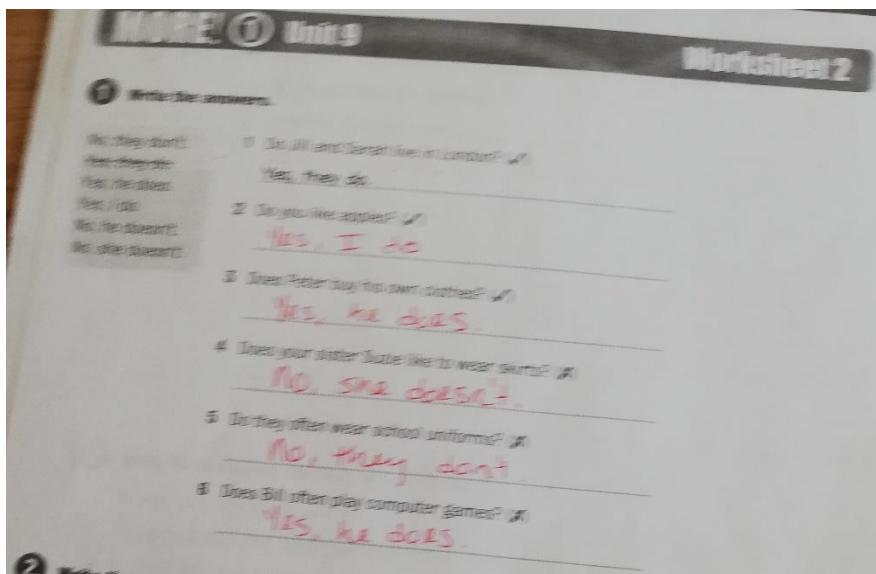 MORE! 1 Unit 9
Worksheet 2
1 Write the answers.
No, they don't.
Yes, they do.
Yes, he does.
Yes, I do.
No, he doesn't.
No, she doesn't.
1 Do Jill and Sarah live in London? (✓)
Yes, they do.
2 Do you like apples? (✓)
Yes, I do
3 Does Peter buy his own clothes? (✓)
Yes, he does.
4 Does your sister Susie like to wear skirts? (✗)
No, she doesn't.
5 Do they often wear school uniforms? (✗)
No, they dont
6 Does Bill often play computer games? (✗)
Yes, he does.
2